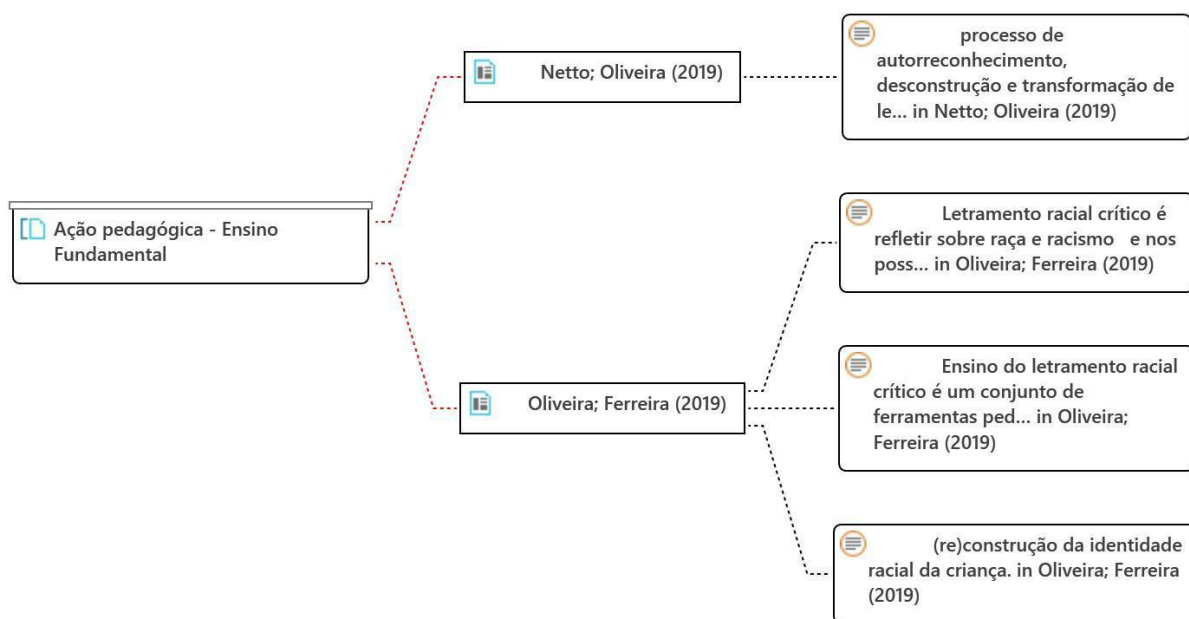 Ação pedagógica - Ensino
Fundamental
Netto; Oliveira (2019)
processo de
autorreconhecimento,
desconstrução e transformação de
le... in Netto; Oliveira (2019)
Oliveira; Ferreira (2019)
Letramento racial crítico é
refletir sobre raça e racismo e nos
poss... in Oliveira; Ferreira (2019)
Ensino do letramento racial
crítico é um conjunto de
ferramentas ped... in Oliveira;
Ferreira (2019)
(re)construção da identidade
racial da criança. in Oliveira; Ferreira
(2019)